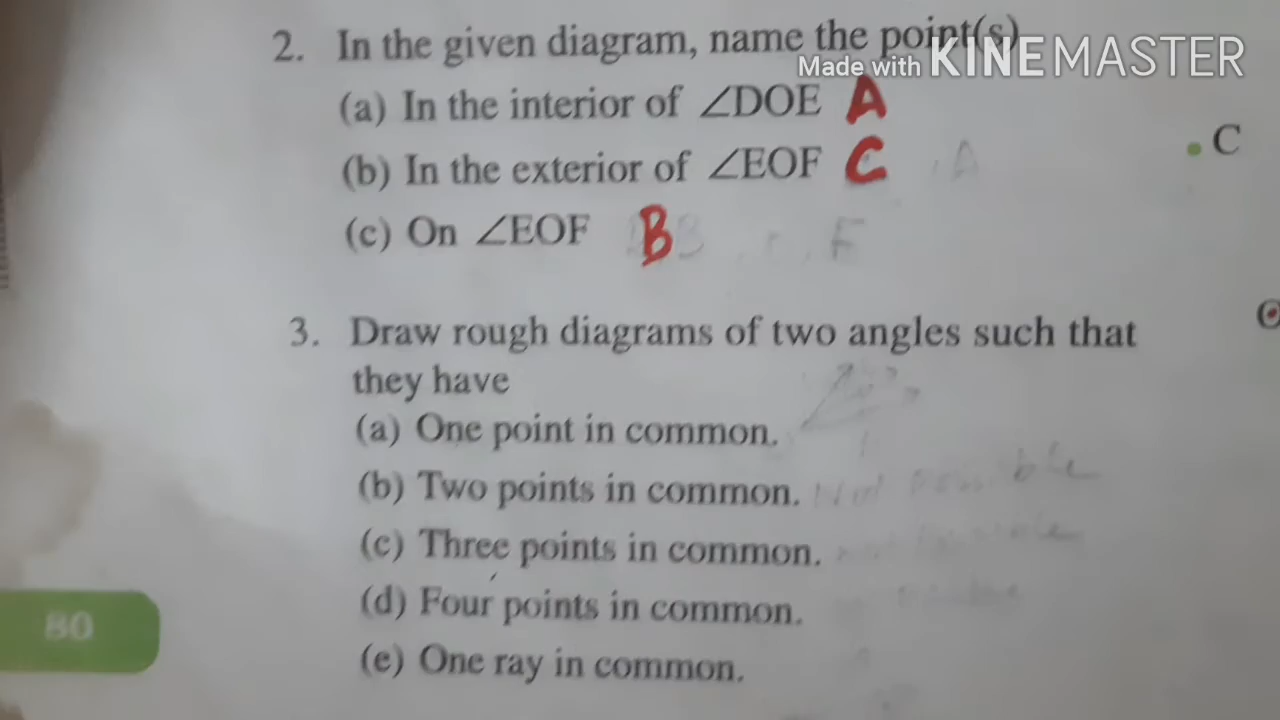 2. In the given diagram, name the point(s)
Made with KINEMASTER
(a) In the interior of ∠DOE A
(b) In the exterior of ∠EOF C
A
C
(c) On ∠EOF B
B F
3. Draw rough diagrams of two angles such that
they have
(a) One point in common.
(b) Two points in common. Not possible
(c) Three points in common.
(d) Four points in common.
(e) One ray in common.
O
80